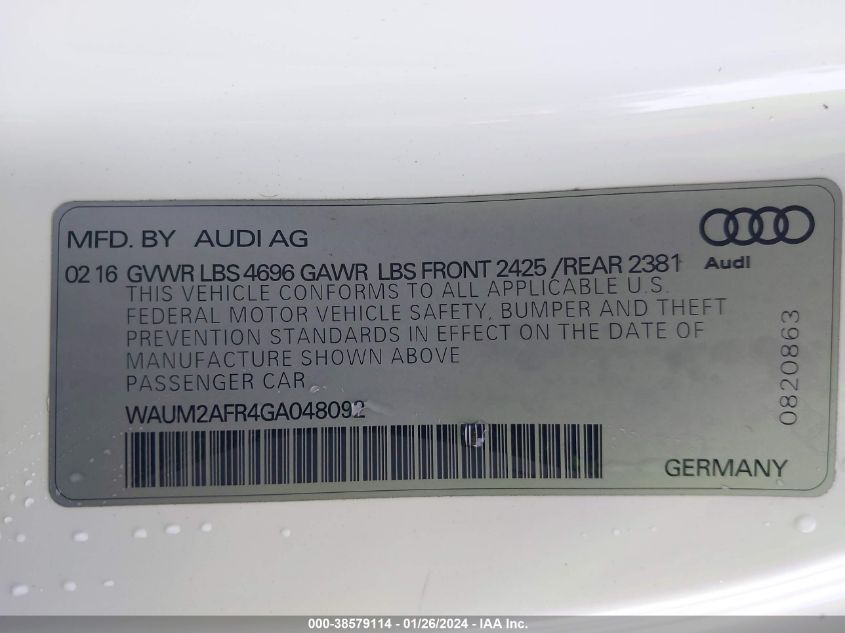 MFD. BY AUDI AG
02 16 GVWR LBS 4696 GAWR LBS FRONT 2425 /REAR 2381
Audi
THIS VEHICLE CONFORMS TO ALL APPLICABLE U.S.
FEDERAL MOTOR VEHICLE SAFETY, BUMPER AND THEFT
PREVENTION STANDARDS IN EFFECT ON THE DATE OF
MANUFACTURE SHOWN ABOVE
PASSENGER CAR
WAUM2AFR4GA048092
0820863
GERMANY
000-38579114 - 01/26/2024 - IAA Inc.